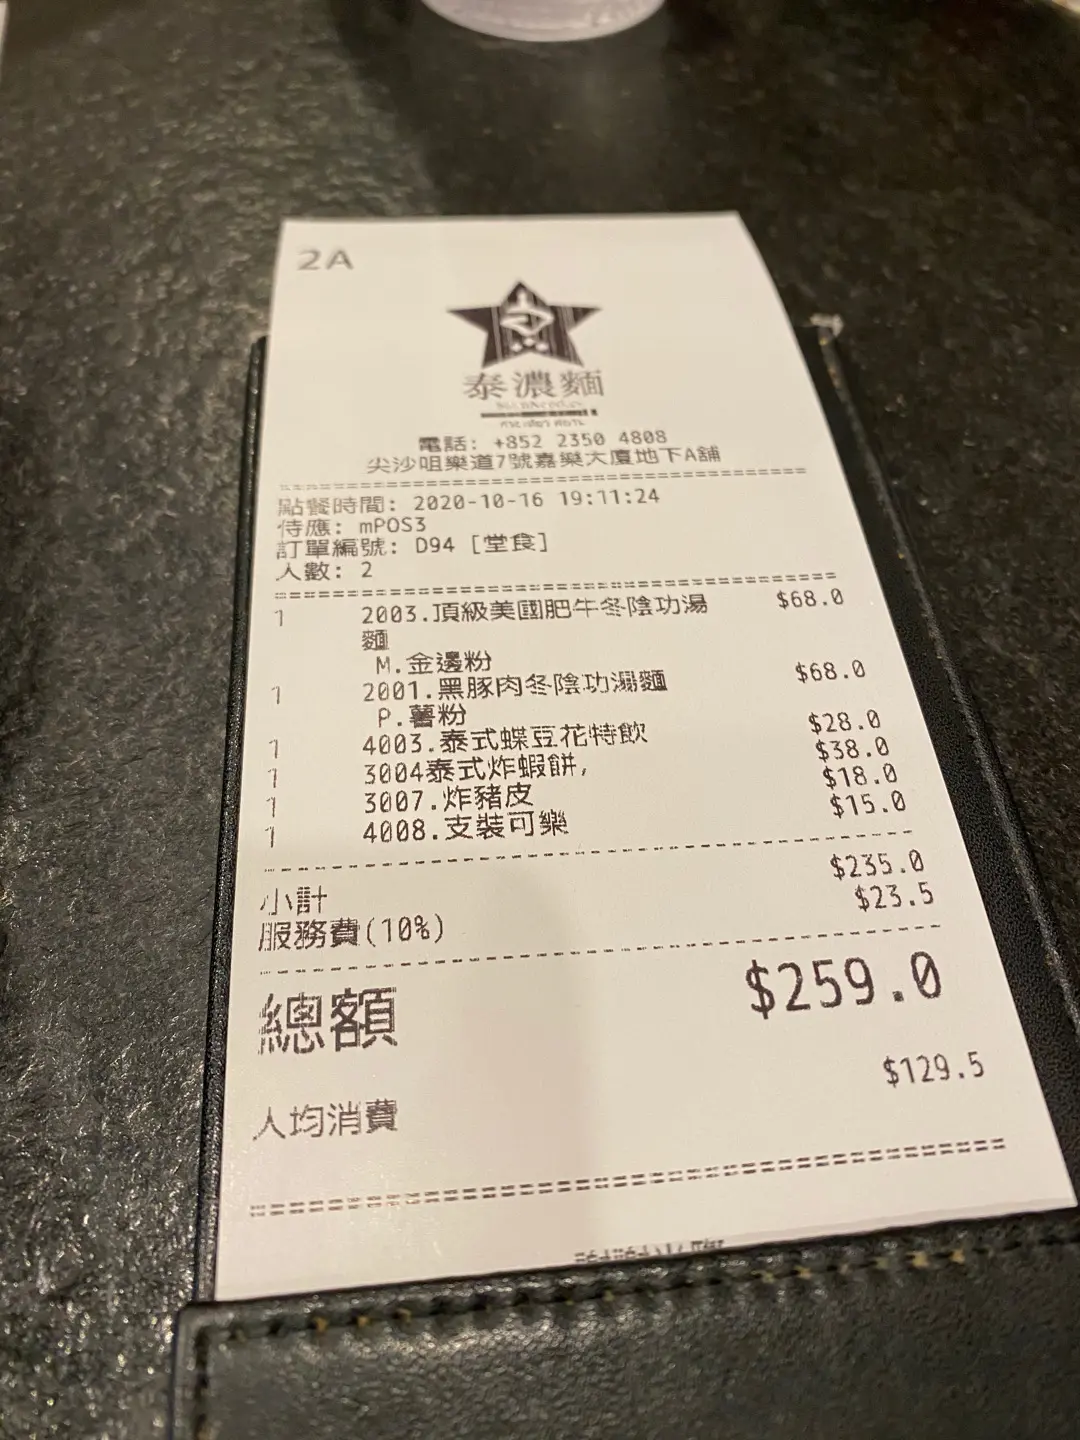 2A
泰濃麵
電話: +852 2350 4808
尖沙咀樂道7號嘉樂大廈地下A舖
點餐時間: 2020-10-16 19:11:24
侍應: mPOS3
訂單編號: D94 [堂食]
人數: 2
1 2003.頂級美國肥牛冬陰功湯 $68.0
麵
M.金邊粉
1 2001.黑豚肉冬陰功湯麵 $68.0
P.薯粉
1 4003.泰式蝶豆花特飲 $28.0
1 3004泰式炸蝦餅, $38.0
1 3007.炸豬皮 $18.0
1 4008.支裝可樂 $15.0
小計 $235.0
服務費(10%) $23.5
總額 $259.0
人均消費 $129.5